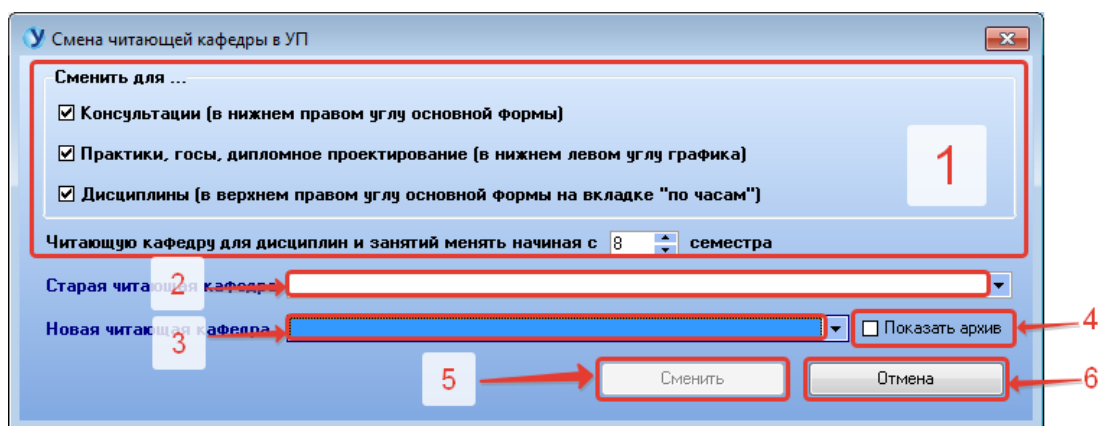 Смена читающей кафедры в УП
Сменить для ...
Консультации (в нижнем правом углу основной формы)
Практики, госы, дипломное проектирование (в нижнем левом углу графика)
1
Дисциплины (в верхнем правом углу основной формы на вкладке "по часам")
Читающую кафедру для дисциплин и занятий менять начиная с 8 семестра
Старая читающая кафедра
2
Новая читающая кафедра
3
Показать архив
4
5
Сменить
Отмена
6